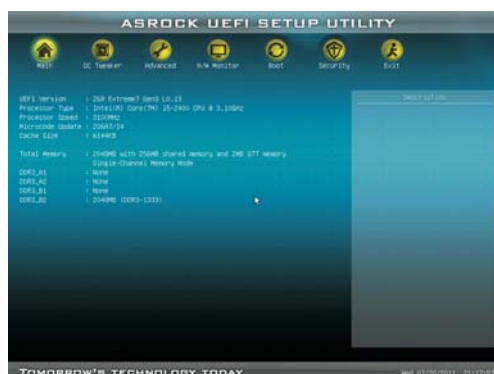 ASROCK UEFI SETUP UTILITY
Main OC Tweaker Advanced H/W Monitor Boot Security Exit
Description
UEFI Version : Z68 Extreme7 Gen3 L0.13
Processor Type : Intel(R) Core(TM) i5-2400 CPU @ 3.10GHz
Processor Speed : 3100MHz
Microcode Update : 206A7/14
Cache Size : 6144KB
Total Memory : 2048MB with 256MB shared memory and 2MB GTT memory
Single-Channel Memory Mode
DDR3_A1 : None
DDR3_A2 : None
DDR3_B1 : None
DDR3_B2 : 2048MB (DDR3-1333)
TOMORROW'S TECHNOLOGY TODAY